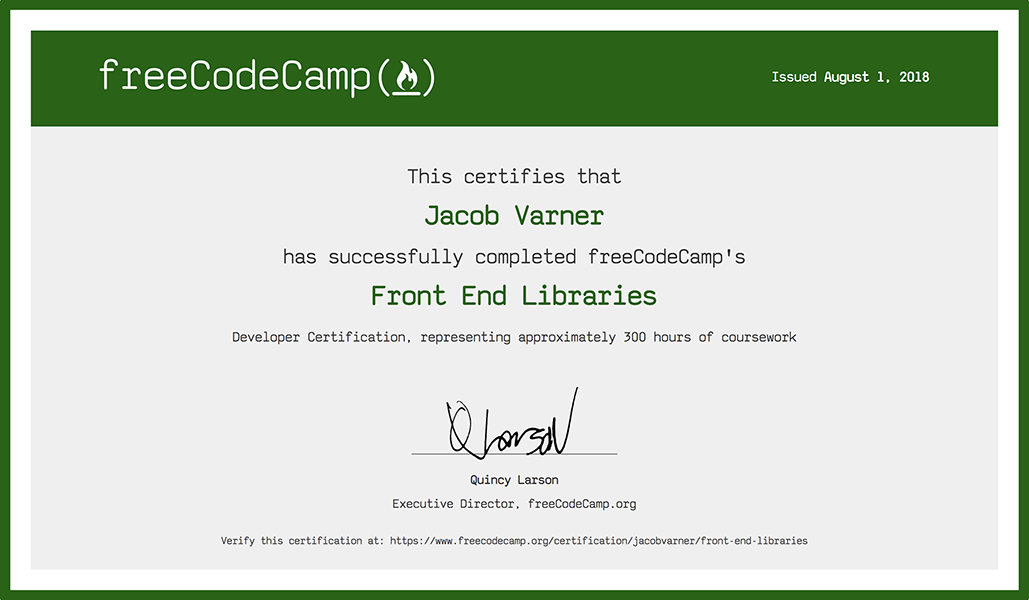 freeCodeCamp(🔥)
Issued August 1, 2018
This certifies that
Jacob Varner
has successfully completed freeCodeCamp's
Front End Libraries
Developer Certification, representing approximately 300 hours of coursework
Q Larson
Quincy Larson
Executive Director, freeCodeCamp.org
Verify this certification at: https://www.freecodecamp.org/certification/jacobvarner/front-end-libraries